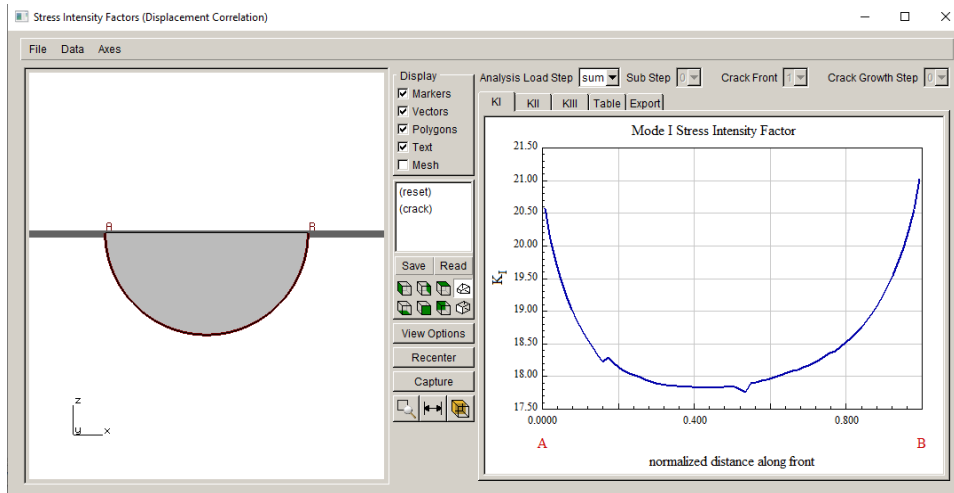 Stress Intensity Factors (Displacement Correlation)
File Data Axes
Display
Markers
Vectors
Polygons
Text
Mesh
(reset)
(crack)
Save Read
View Options
Recenter
Capture
A B
z
y x
Analysis Load Step sum Sub Step 0 Crack Front 1 Crack Growth Step 0
KI KII KIII Table Export
Mode I Stress Intensity Factor
21.50
21.00
20.50
20.00
19.50
19.00
18.50
18.00
17.50
KI
0.0000 0.400 0.800
A B
normalized distance along front